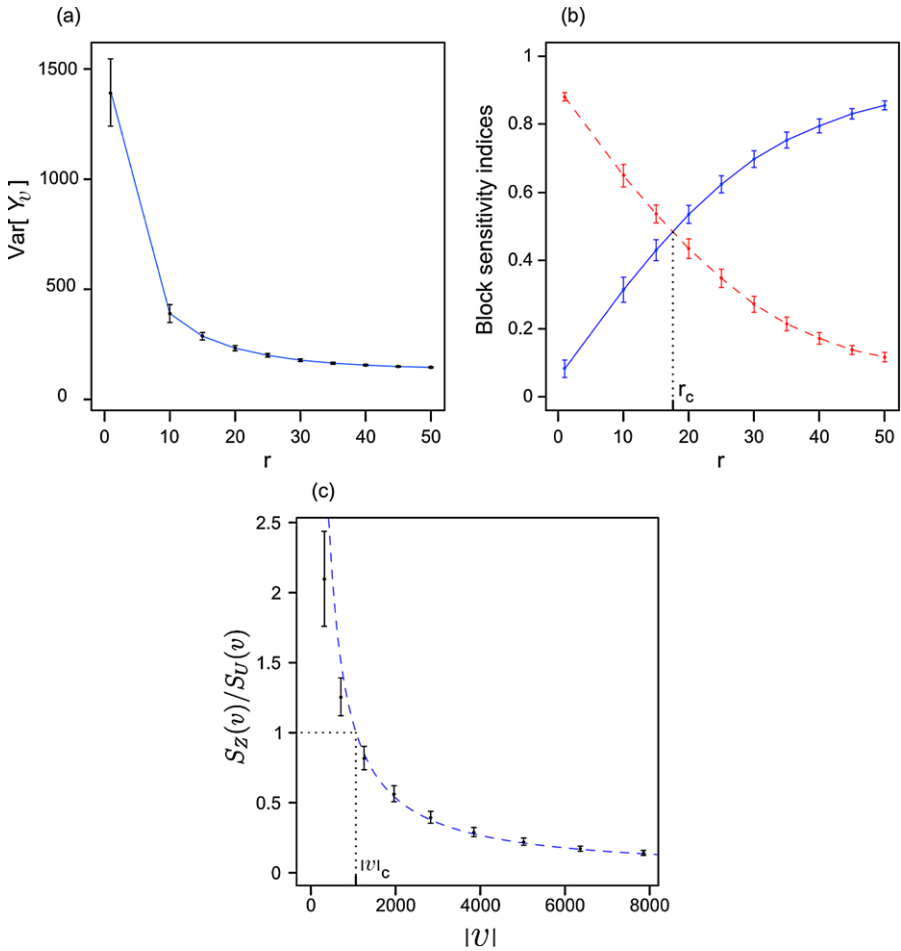 (a)
Var[ Y𝑣 ]
1500
1000
500
0
0 10 20 30 40 50
r
(b)
Block sensitivity indices
1
0.8
0.6
0.4
0.2
0
r_c
0 10 20 30 40 50
r
(c)
S_Z(v)/S_U(v)
2.5
2
1.5
1
0.5
0
|v|_c
0 2000 4000 6000 8000
|v|